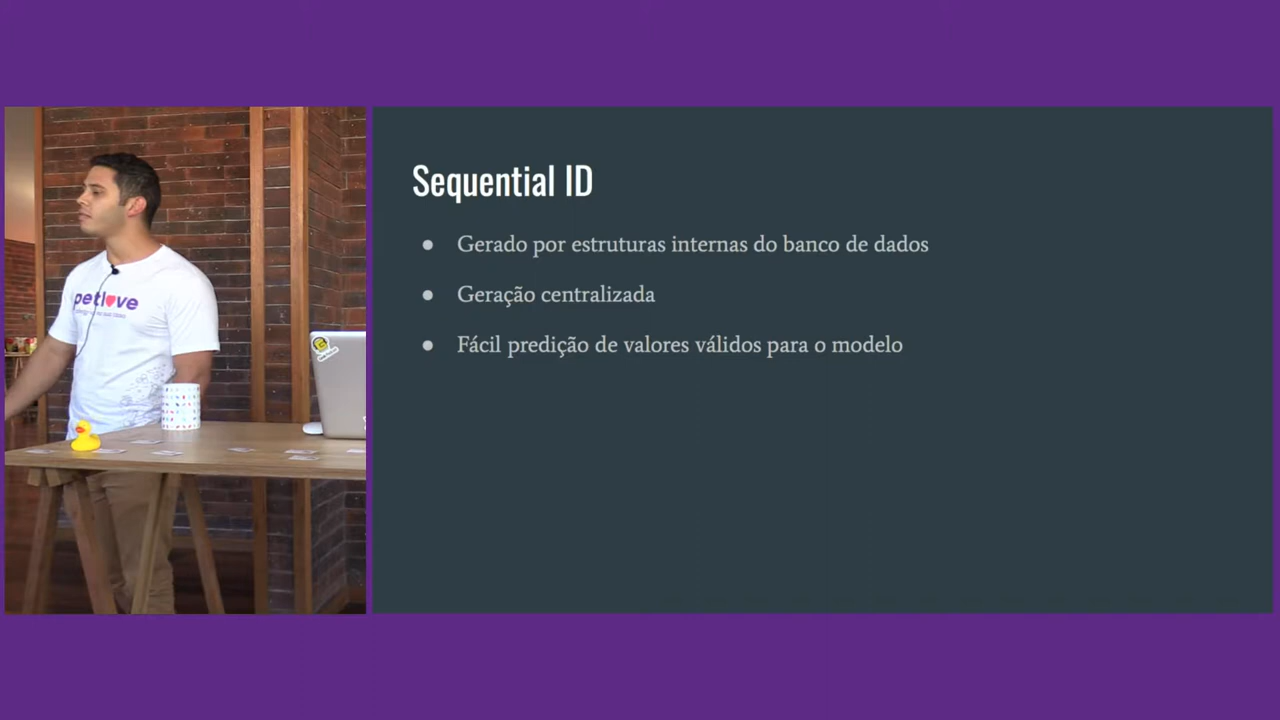 petlove
Sequential ID
● Gerado por estruturas internas do banco de dados
● Geração centralizada
● Fácil predição de valores válidos para o modelo